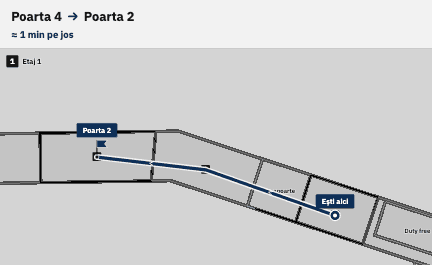 Poarta 4 → Poarta 2
≈ 1 min pe jos
1 Etaj 1
Poarta 2
Ești aici
Duty free